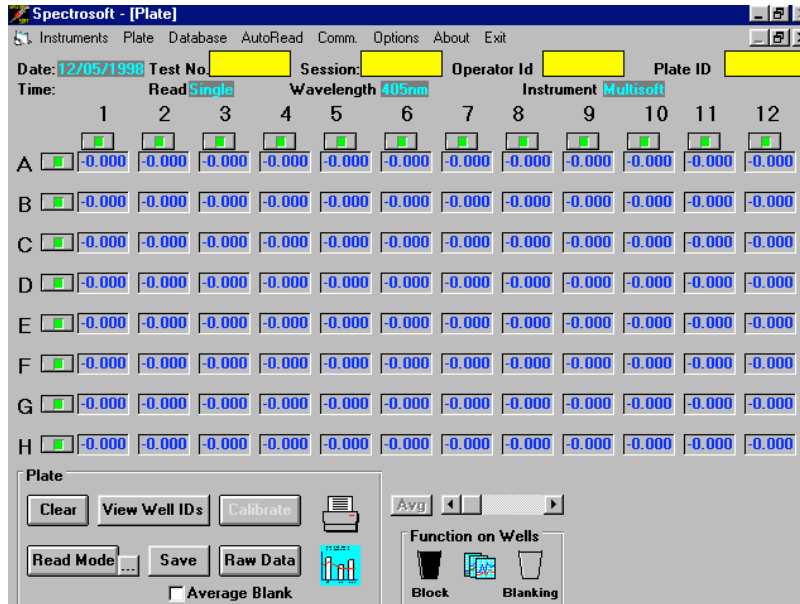 Spectrosoft - [Plate]
Instruments Plate Database AutoRead Comm. Options About Exit
Date: 12/05/1998 Test No. Session: Operator Id Plate ID
Time: Read Single Wavelength 405nm Instrument Multisoft
1 2 3 4 5 6 7 8 9 10 11 12
A -0.000 -0.000 -0.000 -0.000 -0.000 -0.000 -0.000 -0.000 -0.000 -0.000 -0.000 -0.000
B -0.000 -0.000 -0.000 -0.000 -0.000 -0.000 -0.000 -0.000 -0.000 -0.000 -0.000 -0.000
C -0.000 -0.000 -0.000 -0.000 -0.000 -0.000 -0.000 -0.000 -0.000 -0.000 -0.000 -0.000
D -0.000 -0.000 -0.000 -0.000 -0.000 -0.000 -0.000 -0.000 -0.000 -0.000 -0.000 -0.000
E -0.000 -0.000 -0.000 -0.000 -0.000 -0.000 -0.000 -0.000 -0.000 -0.000 -0.000 -0.000
F -0.000 -0.000 -0.000 -0.000 -0.000 -0.000 -0.000 -0.000 -0.000 -0.000 -0.000 -0.000
G -0.000 -0.000 -0.000 -0.000 -0.000 -0.000 -0.000 -0.000 -0.000 -0.000 -0.000 -0.000
H -0.000 -0.000 -0.000 -0.000 -0.000 -0.000 -0.000 -0.000 -0.000 -0.000 -0.000 -0.000
Plate
Clear View Well IDs Calibrate Avg
Function on Wells
Read Mode ... Save Raw Data
Average Blank Block Blanking